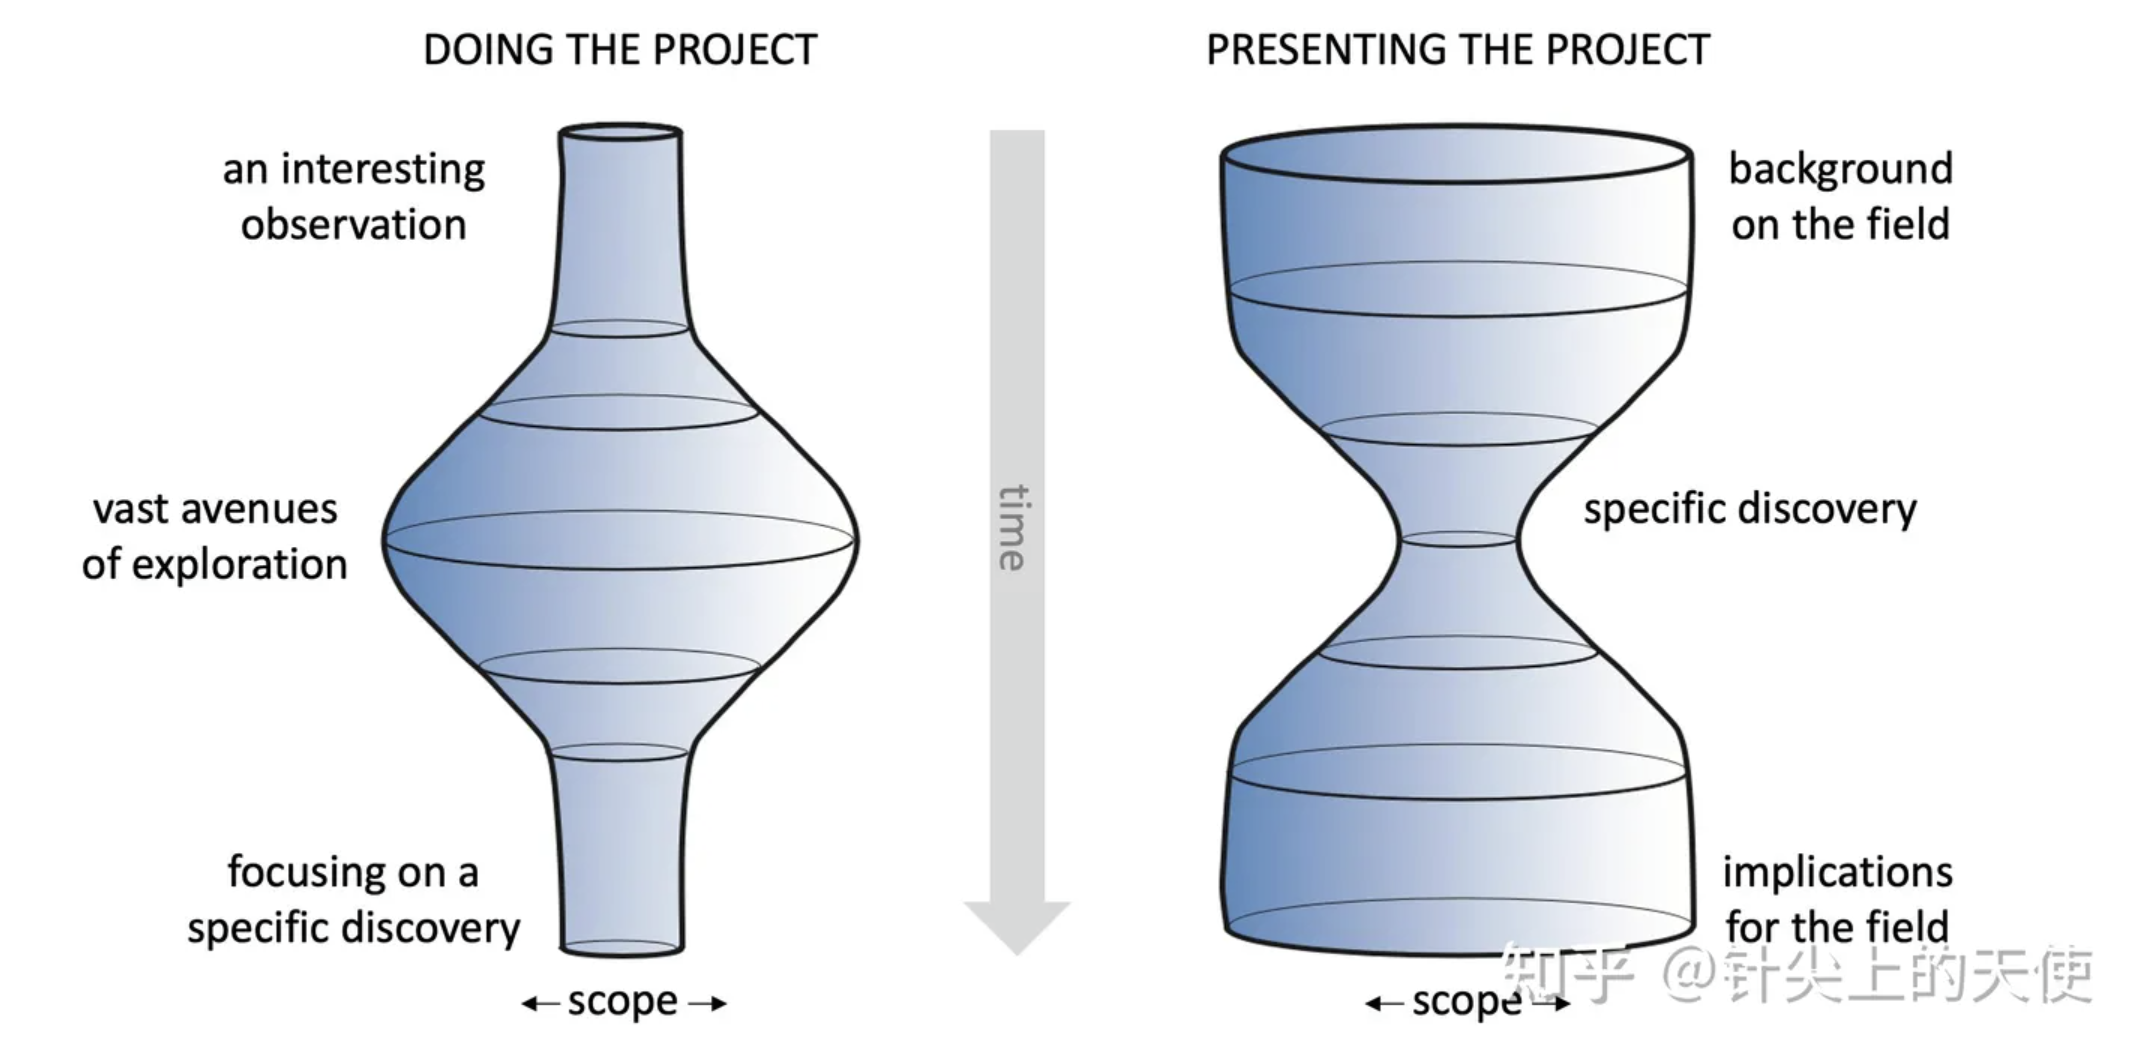 DOING THE PROJECT
an interesting
observation
vast avenues
of exploration
focusing on a
specific discovery
← scope →
time
PRESENTING THE PROJECT
background
on the field
specific discovery
implications
for the field
← scope →
知乎 @针尖上的天使